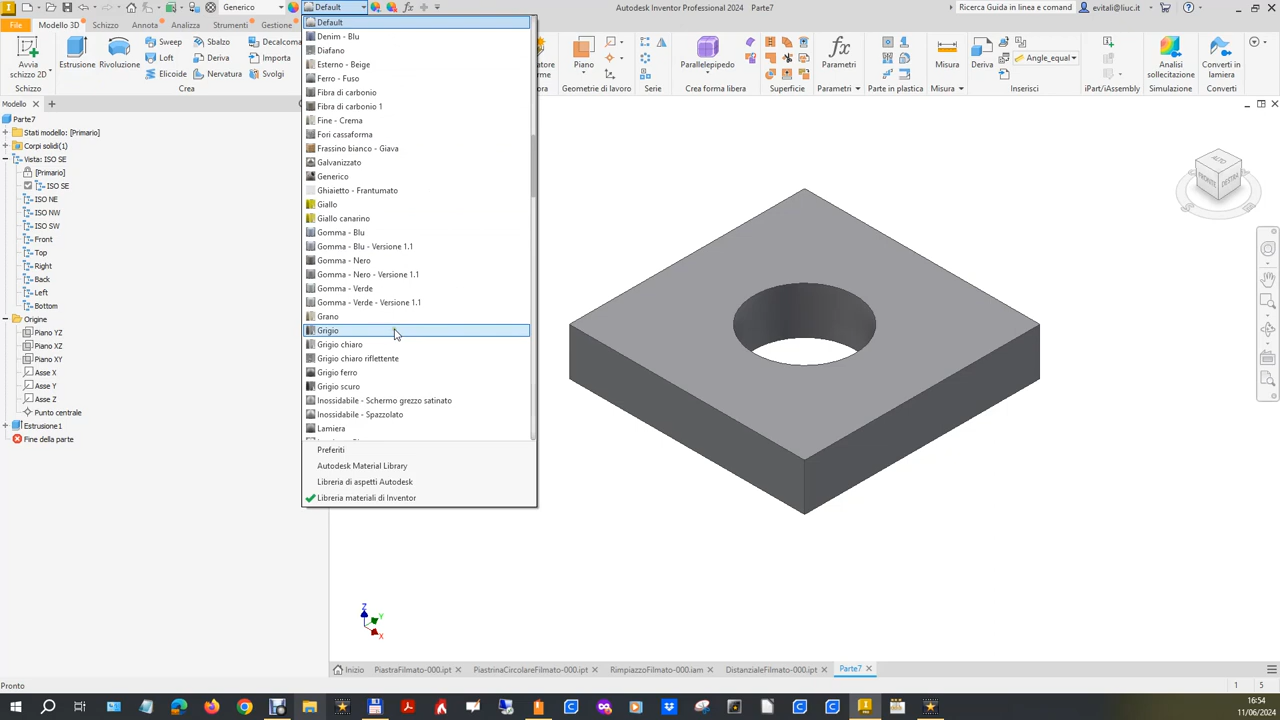 Generico
Default
Autodesk Inventor Professional 2024 Parte7
Ricerca Guida in linea e comand
evitali@liuc.it
File
Modello 3D
Schizzo
Annota
Ispeziona
Strumenti
Gestione
Avvia
schizzo 2D
Estrusione
Rivoluzione
Sweep
Loft
Elicoide
Sbalzo
Deriva
Nervatura
Decalcoma
Importa
Svolgi
Piano
Parallelepipedo
Parametri
Misura
Deriva
Angle_equal
Analisi
sollecitazione
Converti in
lamiera
Schizzo
Crea
Geometrie di lavoro
Serie
Crea forma libera
Superficie
Parametri
Parte in plastica
Misura
Inserisci
iPart/iAssembly
Simulazione
Converti
Modello
Parte7
Stati modello: [Primario]
Corpi solidi(1)
Vista: ISO SE
[Primario]
ISO SE
ISO NE
ISO NW
ISO SW
Front
Top
Right
Back
Left
Bottom
Origine
Piano YZ
Piano XZ
Piano XY
Asse X
Asse Y
Asse Z
Punto centrale
Estrusione1
Fine della parte
Default
Denim - Blu
Diafano
Esterno - Beige
Ferro - Fuso
Fibra di carbonio
Fibra di carbonio 1
Fine - Crema
Fori cassaforma
Frassino bianco - Giava
Galvanizzato
Generico
Ghiaietto - Frantumato
Giallo
Giallo canarino
Gomma - Blu
Gomma - Blu - Versione 1.1
Gomma - Nero
Gomma - Nero - Versione 1.1
Gomma - Verde
Gomma - Verde - Versione 1.1
Grano
Grigio
Grigio chiaro
Grigio chiaro riflettente
Grigio ferro
Grigio scuro
Inossidabile - Schermo grezzo satinato
Inossidabile - Spazzolato
Lamiera
Preferiti
Autodesk Material Library
Libreria di aspetti Autodesk
Libreria materiali di Inventor
ALTO
FRONTE
DESTRA
Z
Y
X
Inizio
PiastraFilmato-000.ipt
PiastrinaCircolareFilmato-000.ipt
RimpiazzoFilmato-000.iam
DistanzialeFilmato-000.ipt
Parte7
Pronto
1
5
16:54
11/06/2024